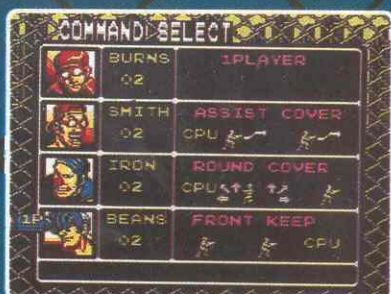 COMMAND SELECT
BURNS 1PLAYER
02
SMITH ASSIST COVER
02 CPU
IRON ROUND COVER
02 CPU
1P BEANS FRONT KEEP
02 CPU